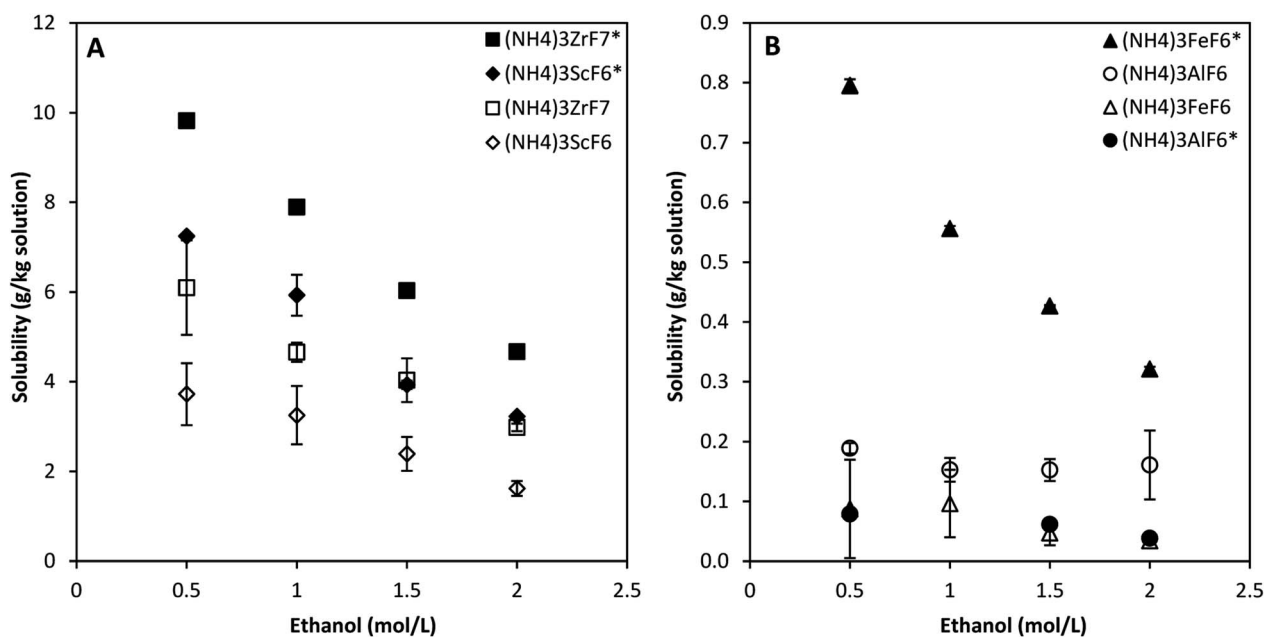 A
(NH4)3ZrF7*
(NH4)3ScF6*
(NH4)3ZrF7
(NH4)3ScF6
Solubility (g/kg solution)
12
10
8
6
4
2
0
0 0.5 1 1.5 2 2.5
Ethanol (mol/L)
B
(NH4)3FeF6*
(NH4)3AlF6
(NH4)3FeF6
(NH4)3AlF6*
Solubility (g/kg solution)
0.9
0.8
0.7
0.6
0.5
0.4
0.3
0.2
0.1
0.0
0 0.5 1 1.5 2 2.5
Ethanol (mol/L)